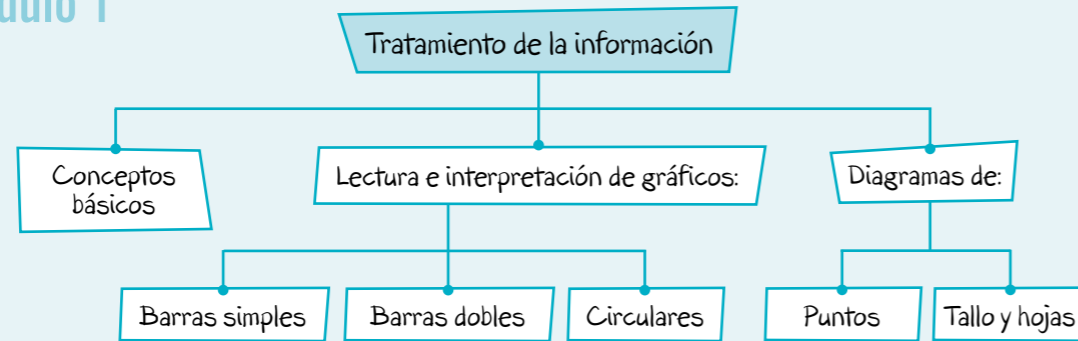 Tratamiento de la información
Conceptos
básicos
Lectura e interpretación de gráficos:
Diagramas de:
Barras simples
Barras dobles
Circulares
Puntos
Tallo y hojas